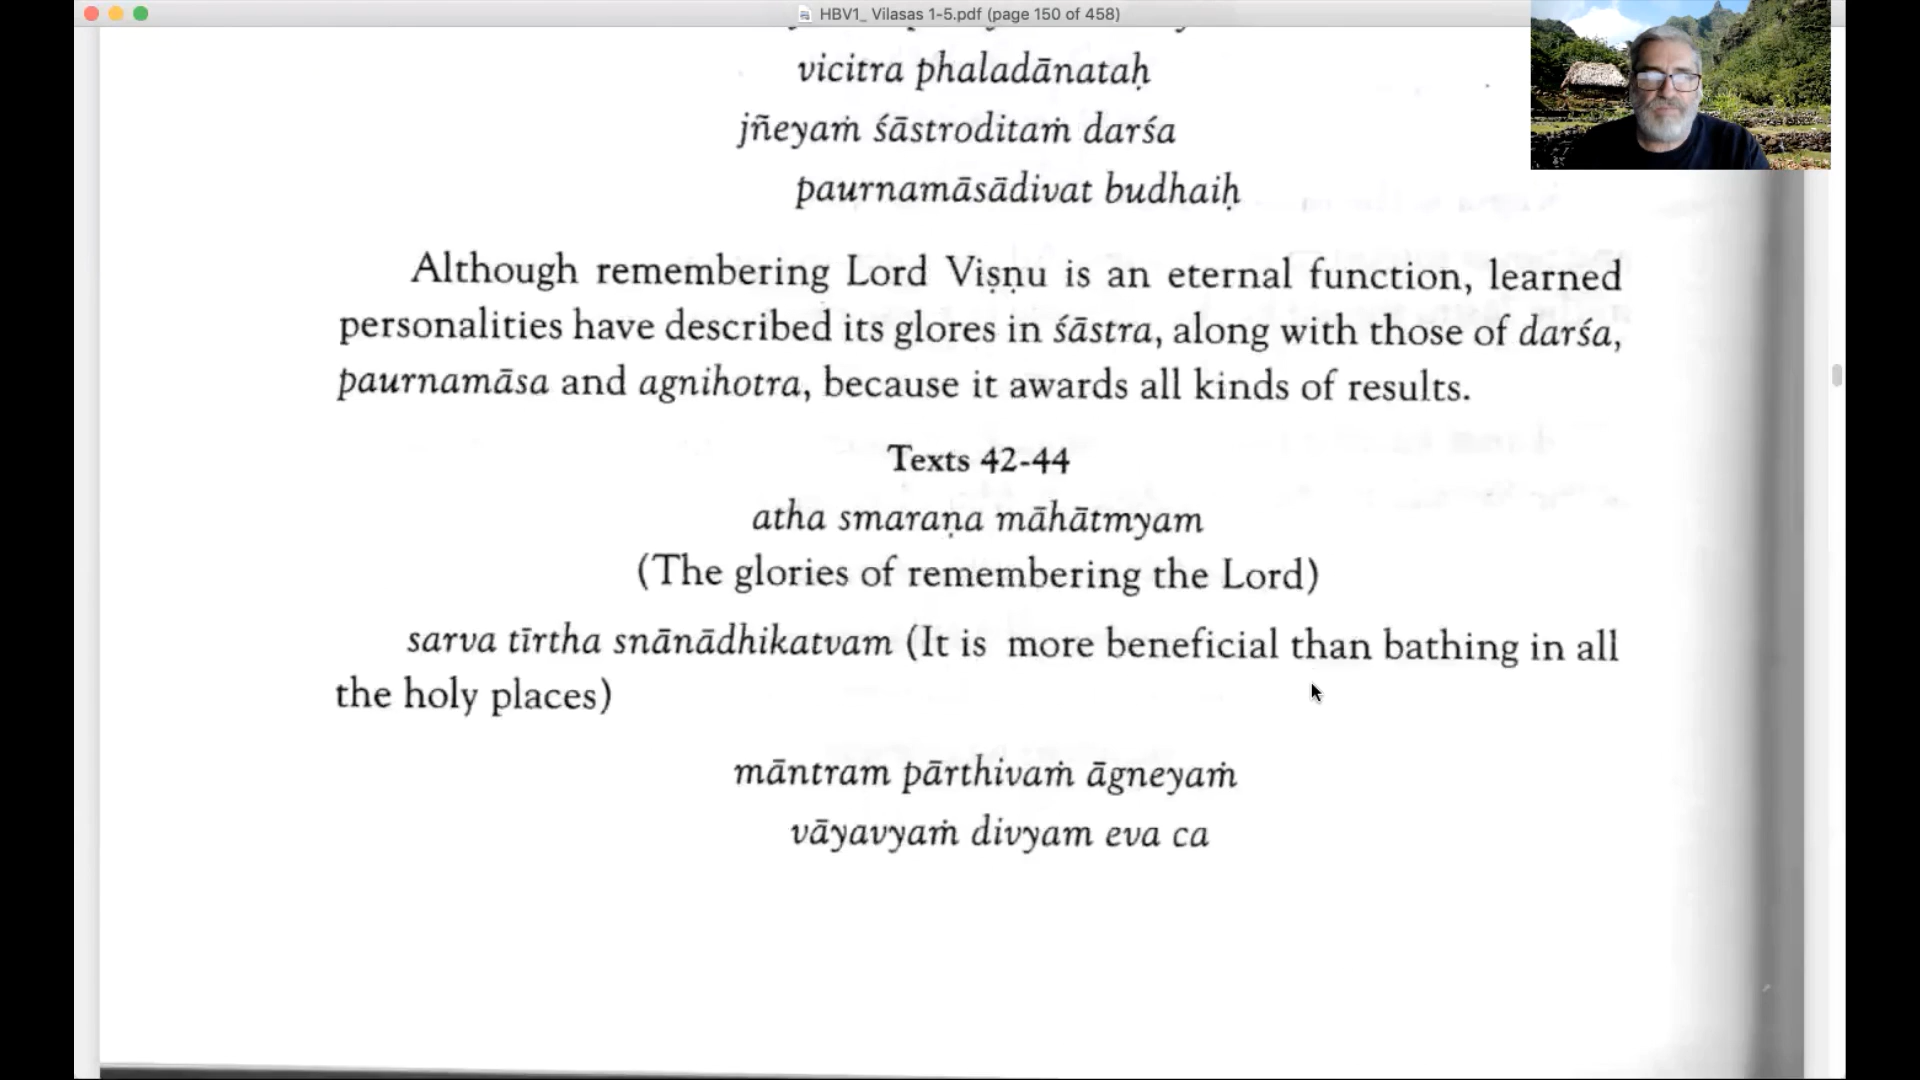 HBV1_ Vilasas 1-5.pdf (page 150 of 458)
vicitra phaladānataḥ
jñeyaṁ śāstroditaṁ darśa
paurnamāsādivat budhaiḥ
Although remembering Lord Viṣṇu is an eternal function, learned
personalities have described its glores in śāstra, along with those of darśa,
paurnamāsa and agnihotra, because it awards all kinds of results.
Texts 42-44
atha smaraṇa māhātmyam
(The glories of remembering the Lord)
sarva tīrtha snānādhikatvam (It is more beneficial than bathing in all
the holy places)
māntram pārthivaṁ āgneyaṁ
vāyavyaṁ divyam eva ca